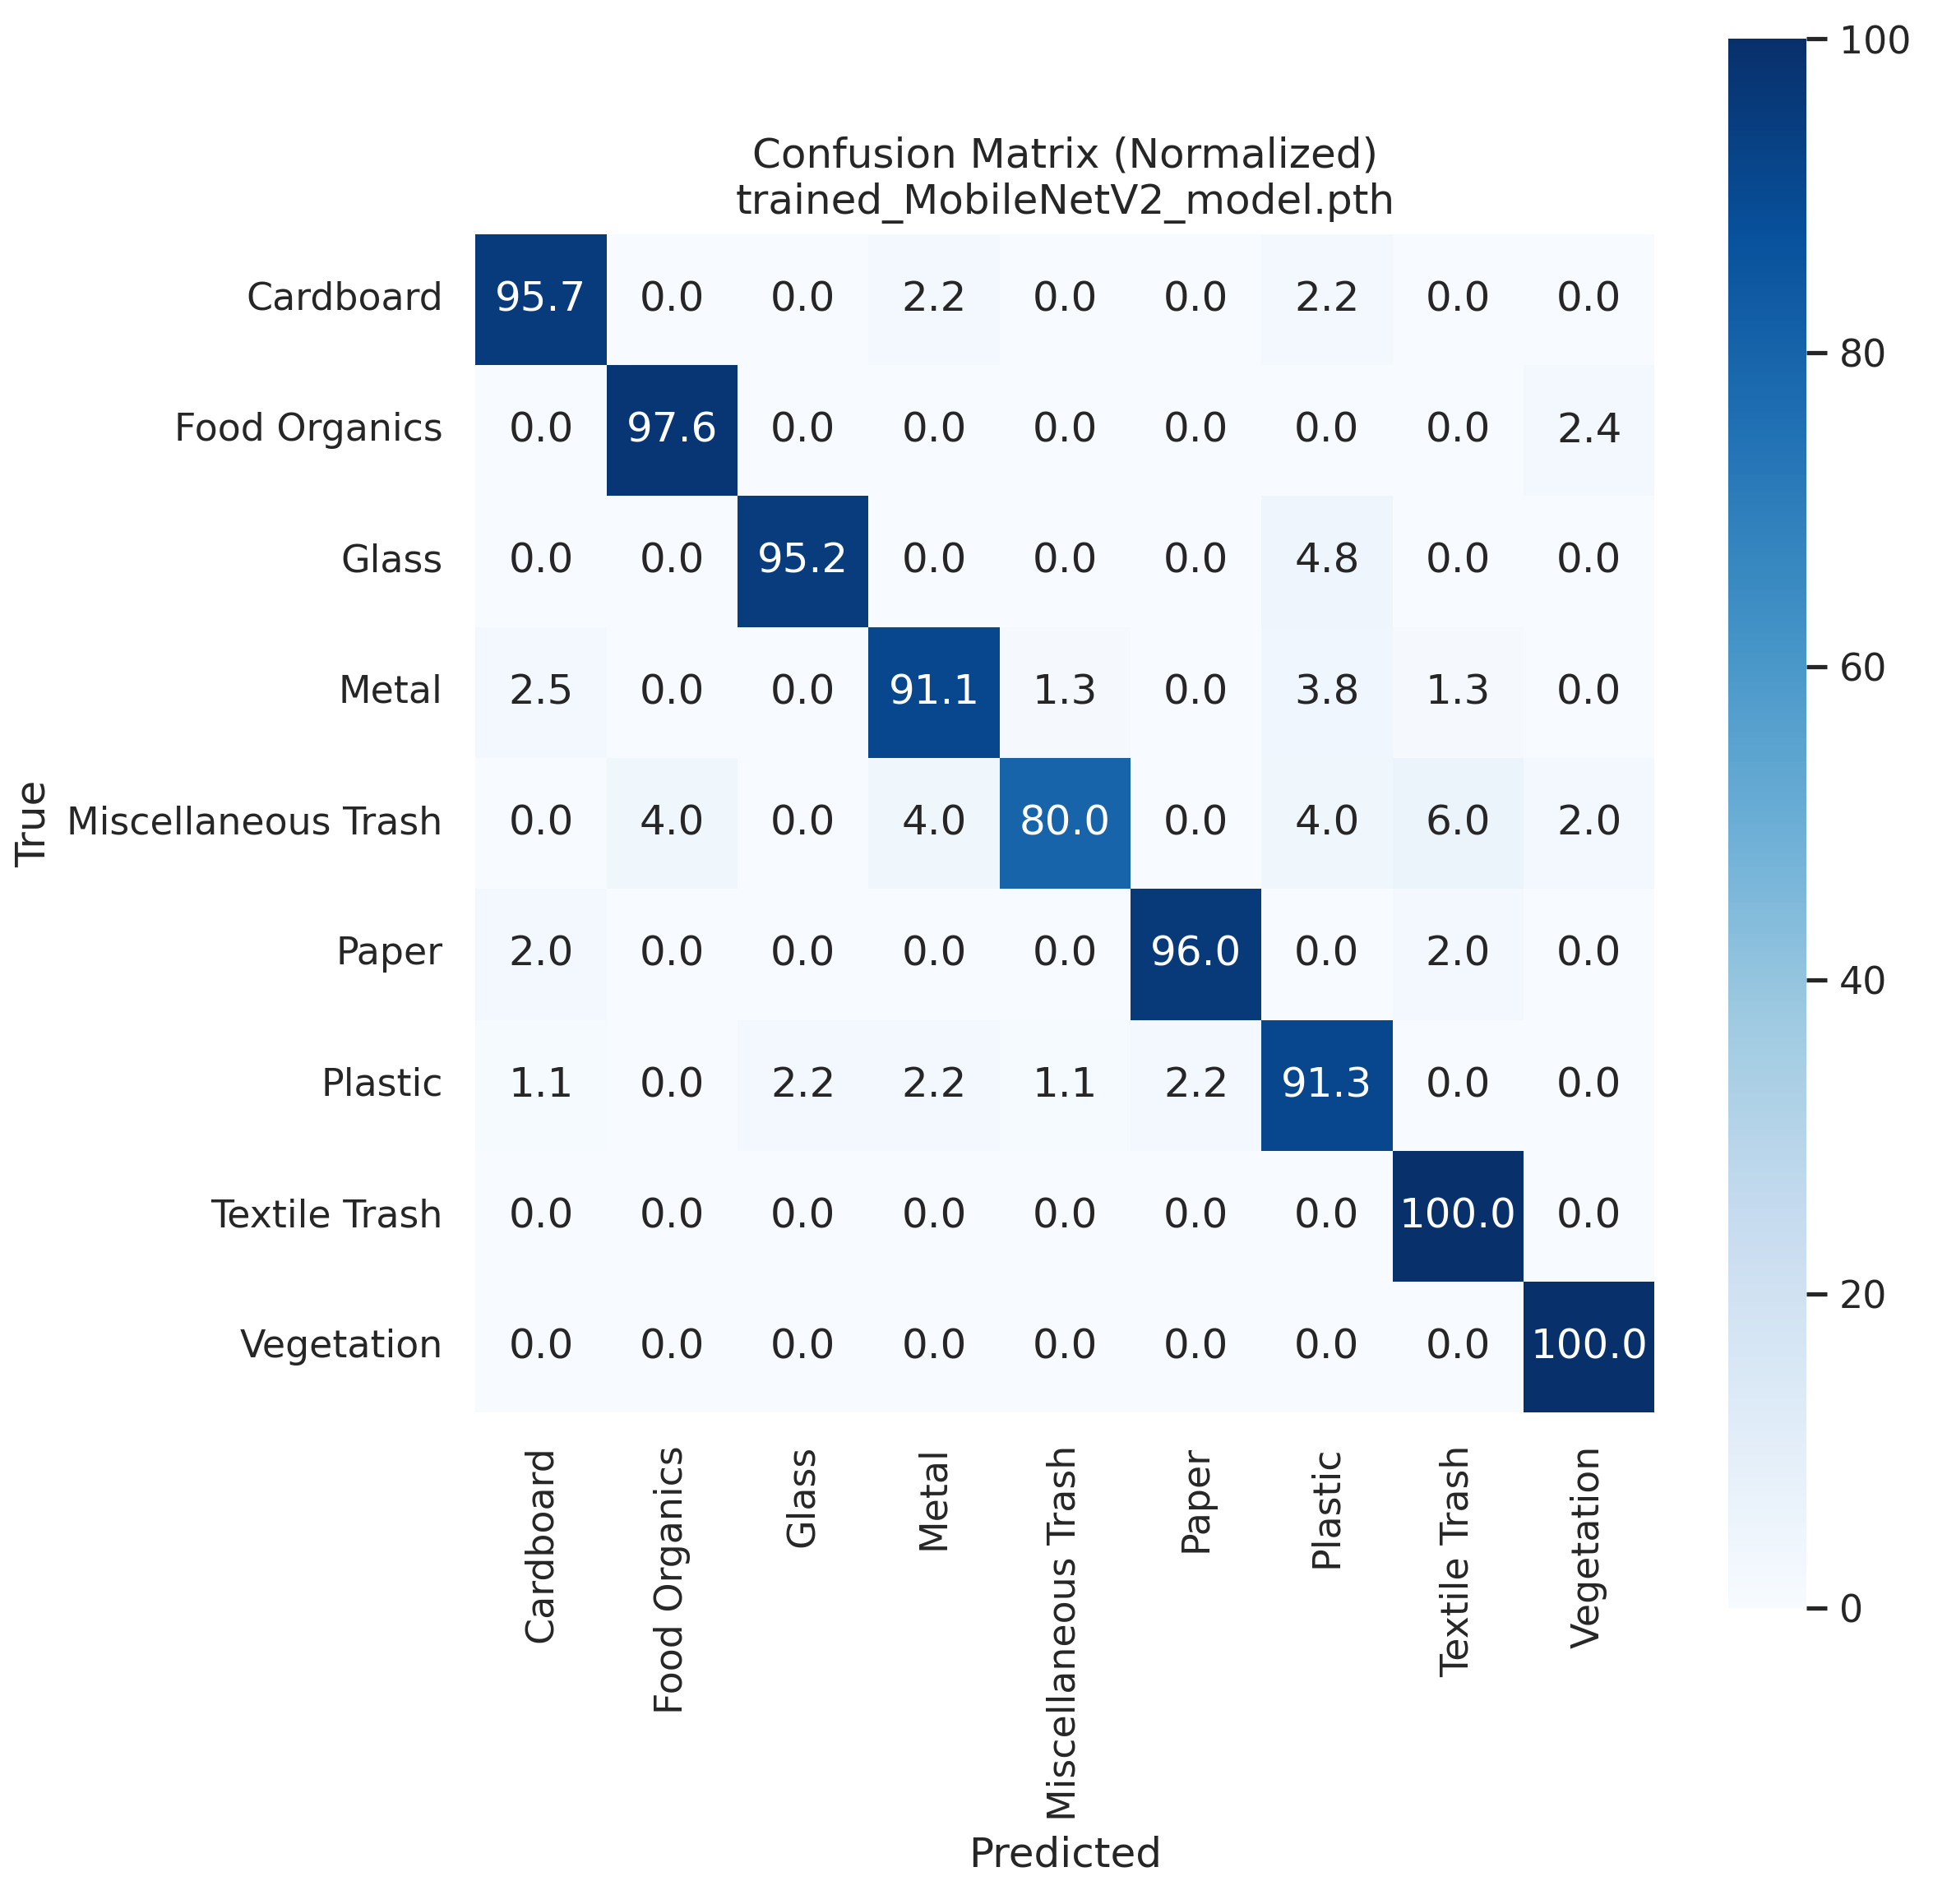 Confusion Matrix (Normalized)
trained_MobileNetV2_model.pth
True
Cardboard 95.7 0.0 0.0 2.2 0.0 0.0 2.2 0.0 0.0
Food Organics 0.0 97.6 0.0 0.0 0.0 0.0 0.0 0.0 2.4
Glass 0.0 0.0 95.2 0.0 0.0 0.0 4.8 0.0 0.0
Metal 2.5 0.0 0.0 91.1 1.3 0.0 3.8 1.3 0.0
Miscellaneous Trash 0.0 4.0 0.0 4.0 80.0 0.0 4.0 6.0 2.0
Paper 2.0 0.0 0.0 0.0 0.0 96.0 0.0 2.0 0.0
Plastic 1.1 0.0 2.2 2.2 1.1 2.2 91.3 0.0 0.0
Textile Trash 0.0 0.0 0.0 0.0 0.0 0.0 0.0 100.0 0.0
Vegetation 0.0 0.0 0.0 0.0 0.0 0.0 0.0 0.0 100.0
Cardboard
Food Organics
Glass
Metal
Miscellaneous Trash
Paper
Plastic
Textile Trash
Vegetation
Predicted
100
80
60
40
20
0